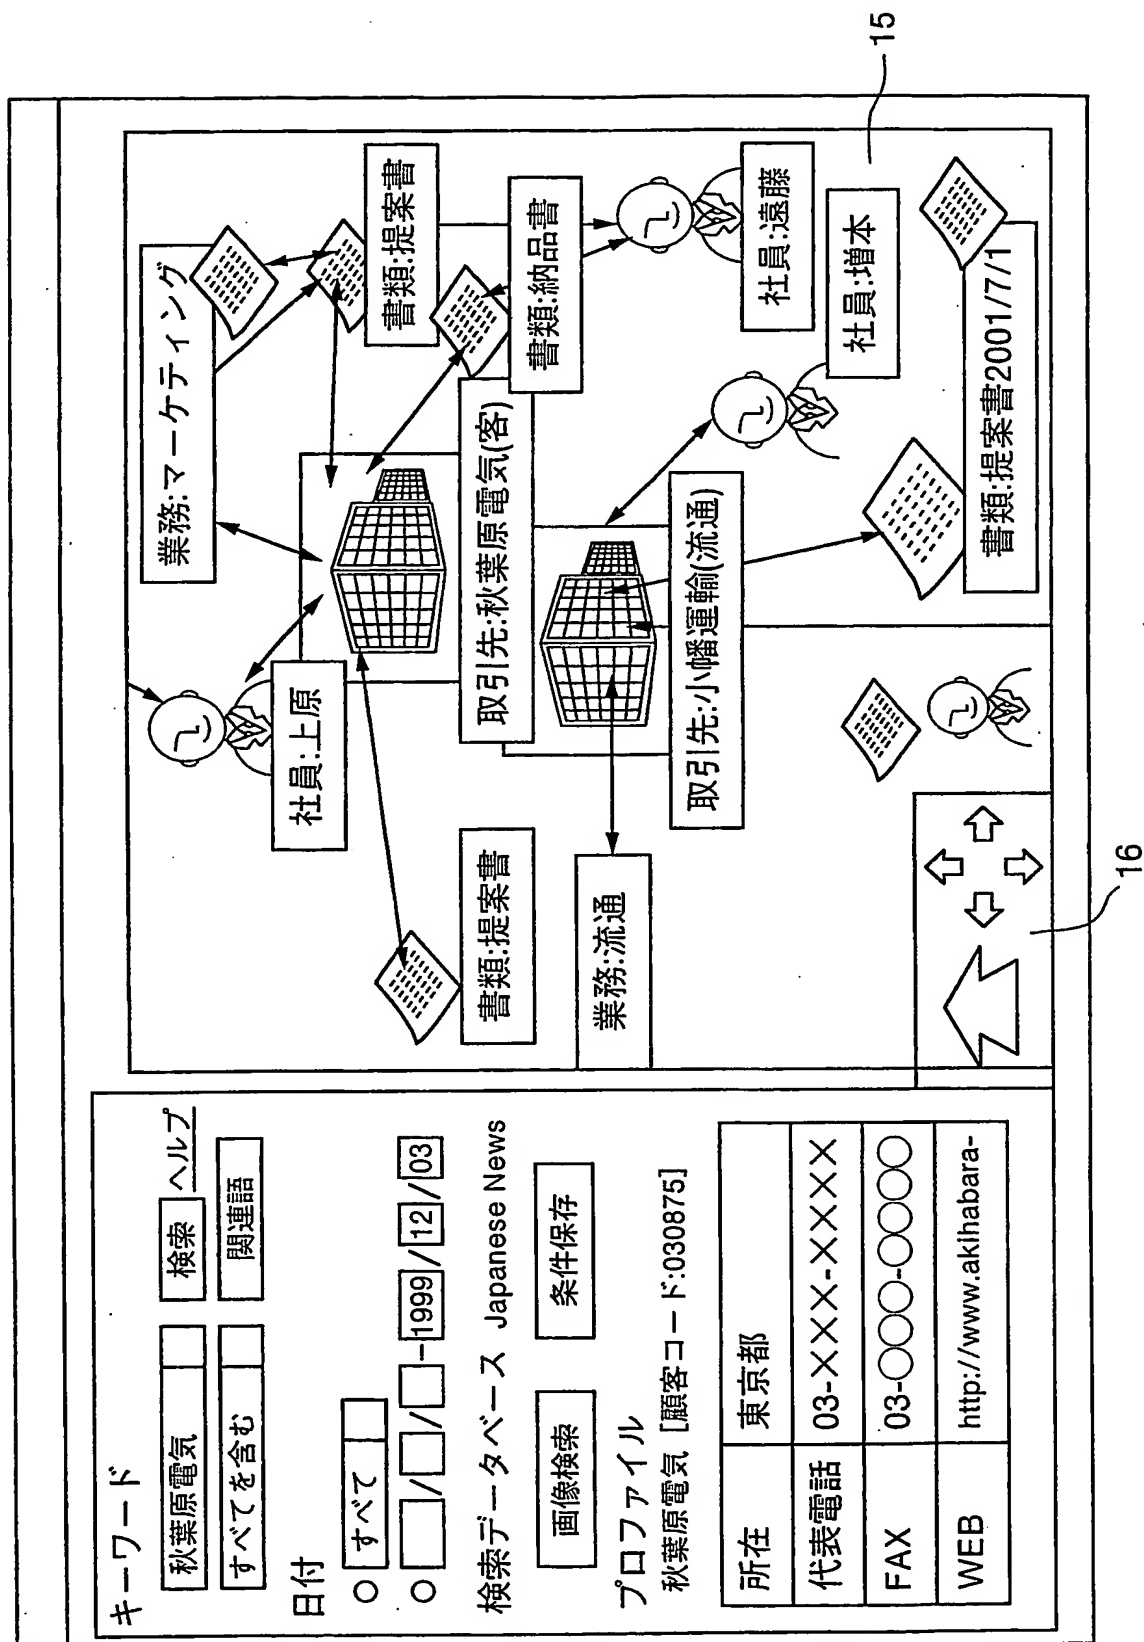 キーワード
秋葉原電気 検索 ヘルプ
すべてを含む 関連語
日付
すべて
/ / -1999/12/03
検索データベース Japanese News
画像検索 条件保存
プロファイル
秋葉原電気 [顧客コード:030875]
所在 東京都
代表電話 03-×××-××××
FAX 03-○○○-○○○○
WEB http://www.akihabara-
業務:マーケティング
社員:上原
書類:提案書
書類:提案書
書類:納品書
取引先:秋葉原電気(客)
業務:流通
取引先:小幡運輸(流通)
社員:遠藤
社員:増本
書類:提案書2001/7/1
15
16